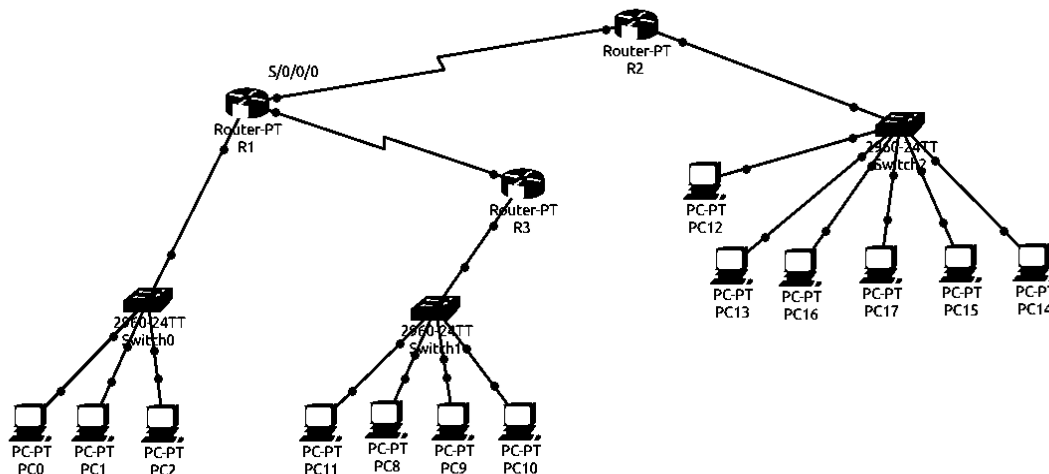 Router-PT
R2
S/0/0/0
Router-PT
R1
2960-24TT
Switch2
Router-PT
R3
PC-PT
PC12
PC-PT
PC13
PC-PT
PC16
PC-PT
PC17
PC-PT
PC15
PC-PT
PC14
2960-24TT
Switch0
2960-24TT
Switch1
PC-PT
PC0
PC-PT
PC1
PC-PT
PC2
PC-PT
PC11
PC-PT
PC8
PC-PT
PC9
PC-PT
PC10